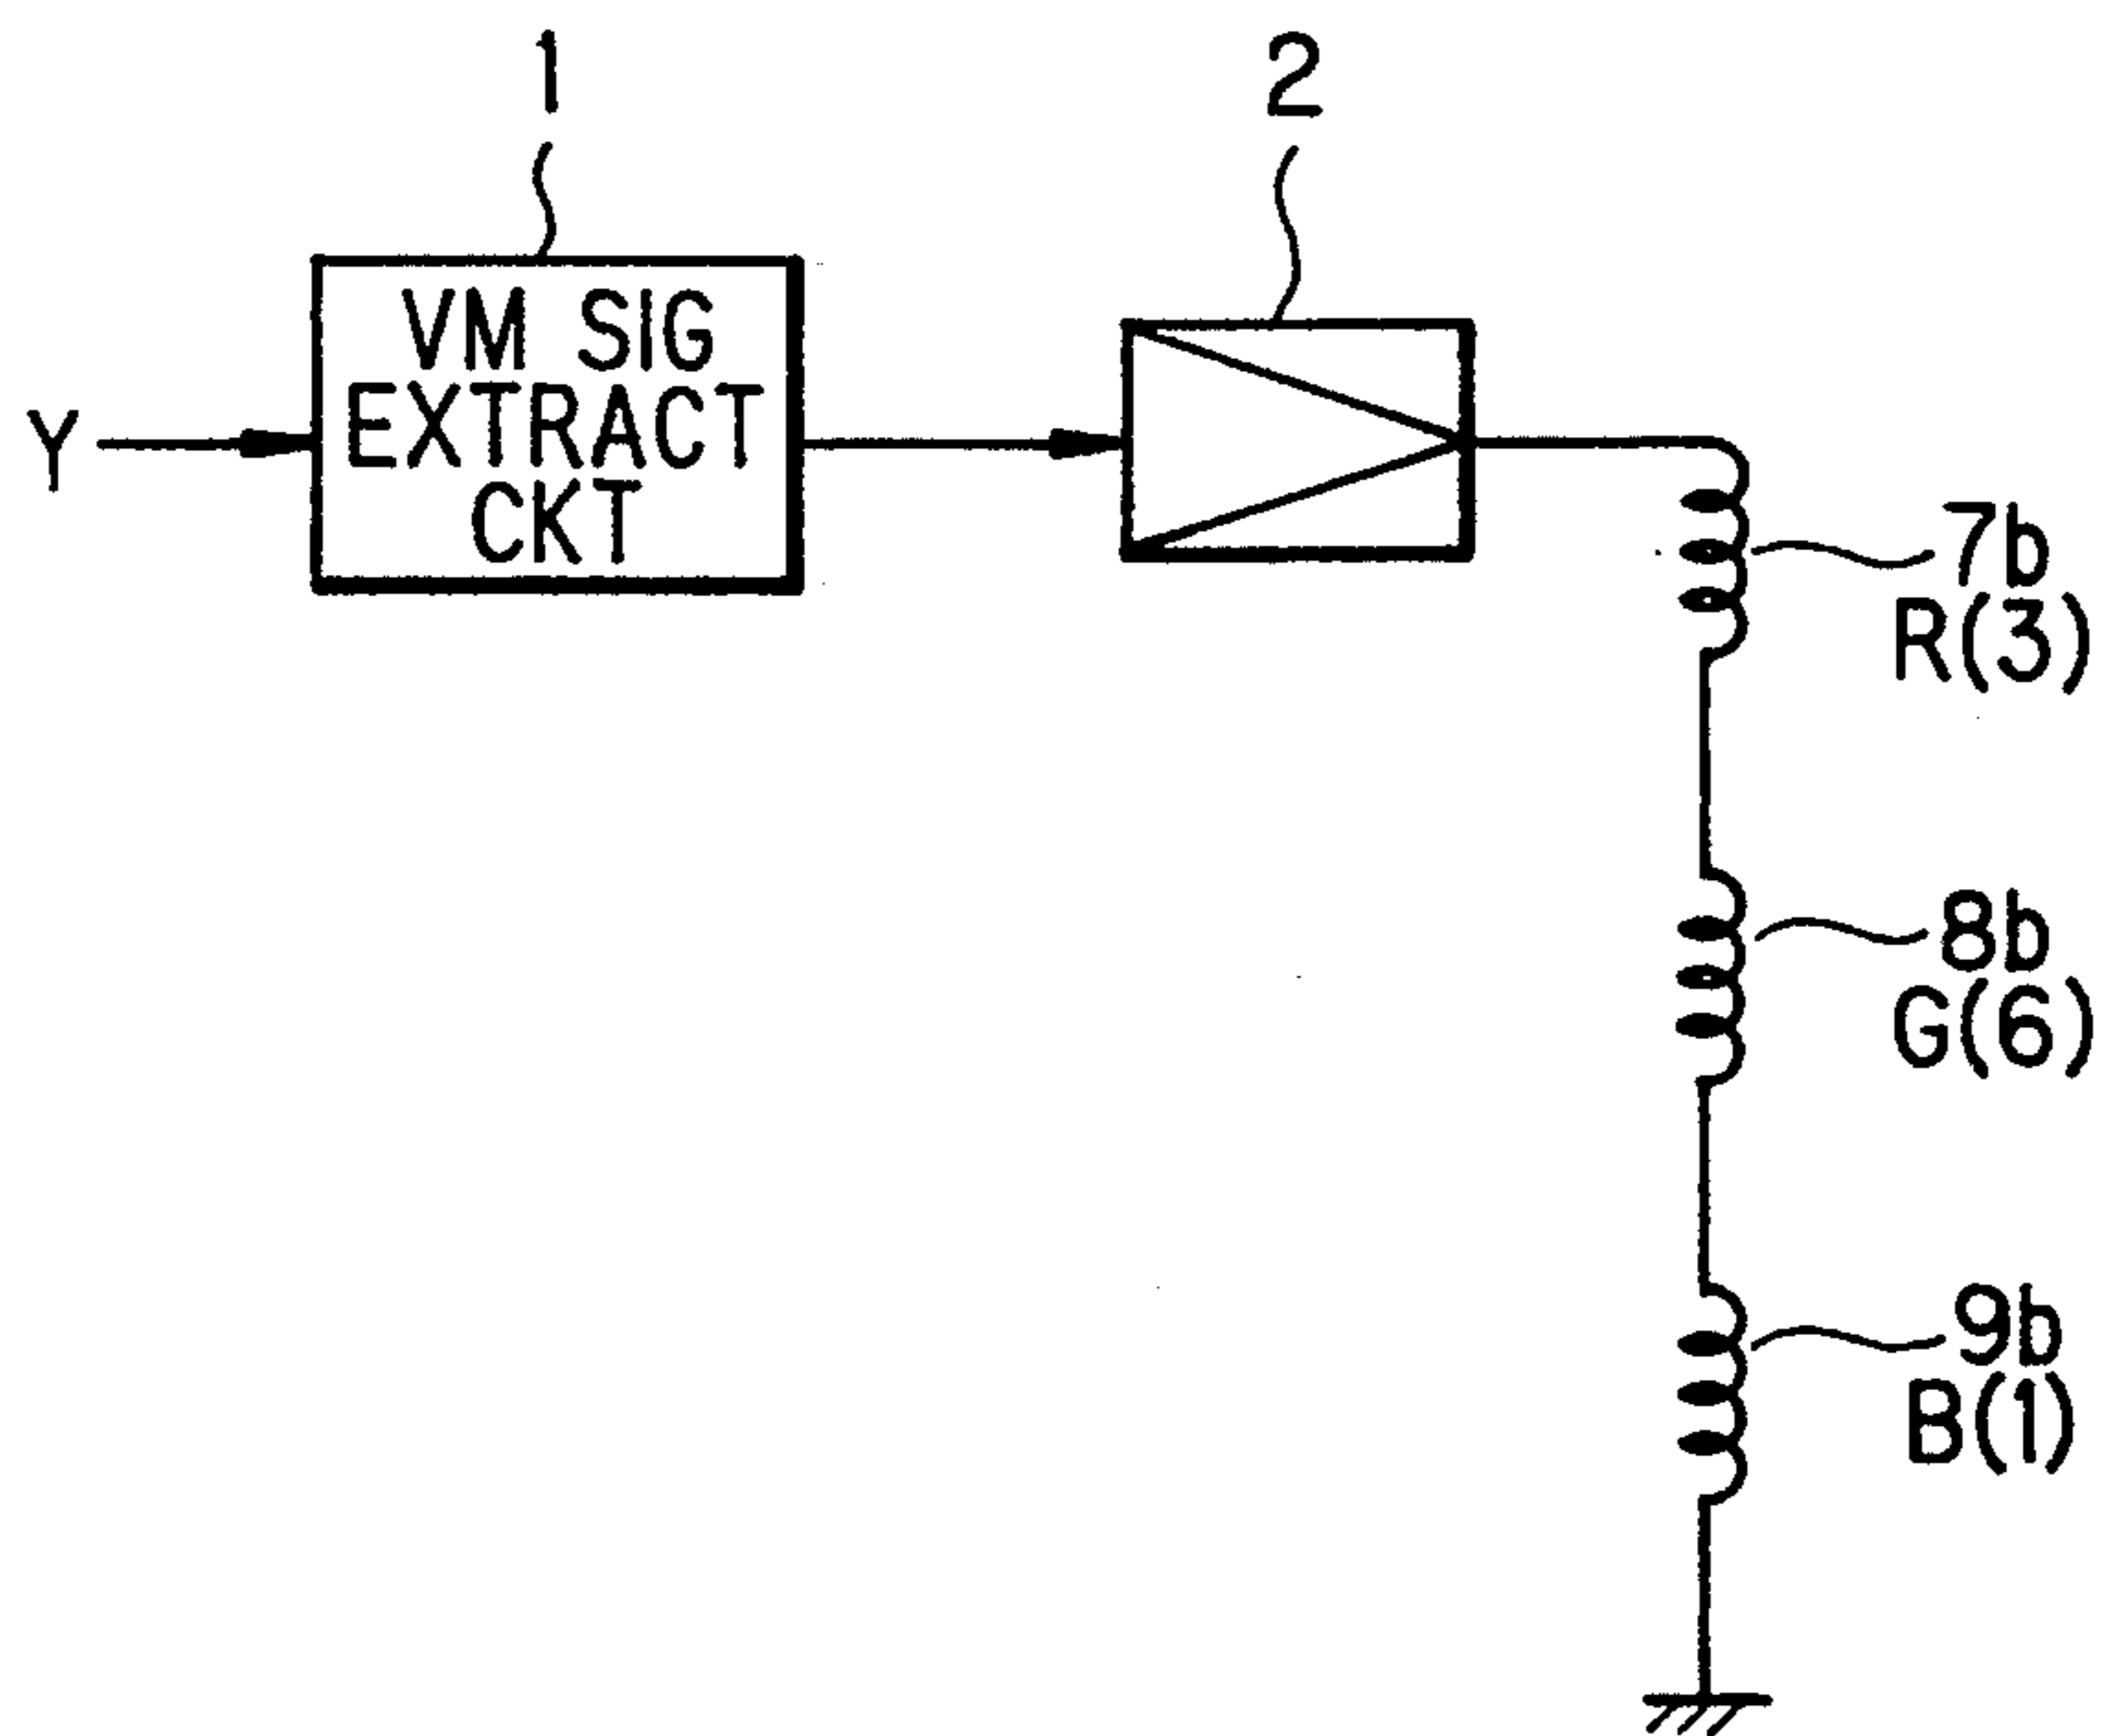 1
2
VM SIG
EXTRACT
CKT
Y
7b
R(3)
8b
G(6)
9b
B(1)